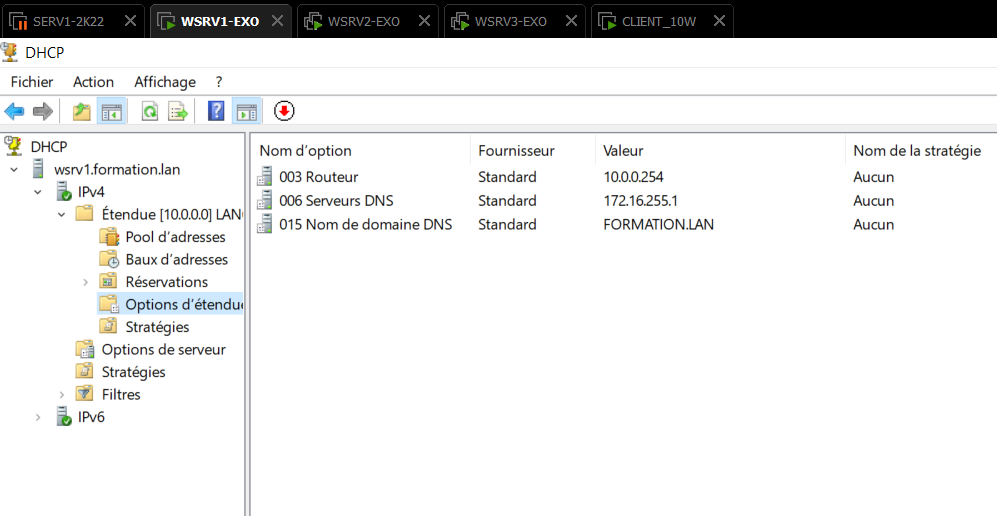 SERV1-2K22 WSRV1-EXO WSRV2-EXO WSRV3-EXO CLIENT_10W
DHCP
Fichier Action Affichage ?
DHCP
wsrv1.formation.lan
IPv4
Étendue [10.0.0.0] LAN
Pool d'adresses
Baux d'adresses
Réservations
Options d'étendue
Stratégies
Options de serveur
Stratégies
Filtres
IPv6
Nom d'option Fournisseur Valeur Nom de la stratégie
003 Routeur Standard 10.0.0.254 Aucun
006 Serveurs DNS Standard 172.16.255.1 Aucun
015 Nom de domaine DNS Standard FORMATION.LAN Aucun